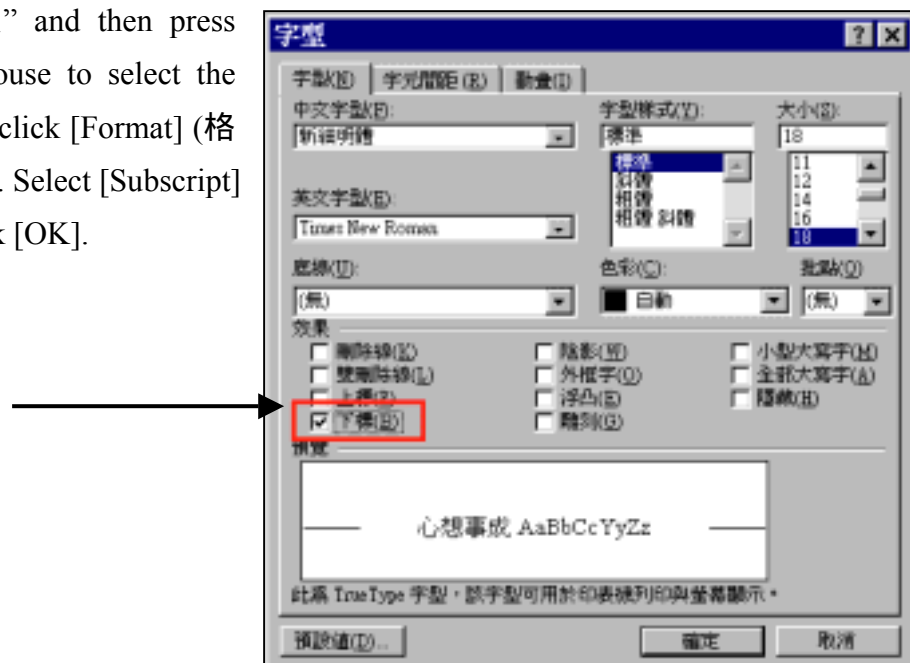 ” and then press
ouse to select the
click [Format] (格
. Select [Subscript]
k [OK].
字型
字型(N) 字元間距(R) 動畫(I)
中文字型(F): 字型樣式(Y): 大小(S):
新細明體 標準 18
標準 11
斜體 12
英文字型(E): 粗體 14
粗體 斜體 16
Times New Roman 18
底線(U): 色彩(C): 批點(Q)
(無) 自動 (無)
效果
刪除線(K) 陰影(W) 小型大寫字(M)
雙刪除線(L) 外框字(O) 全部大寫字(A)
上標(P) 浮凸(E) 隱藏(H)
下標(B) 雕刻(G)
預覽
心想事成 AaBbCcYyZz
此為 TrueType 字型，該字型可用於印表機列印與螢幕顯示。
預設值(D)... 確定 取消